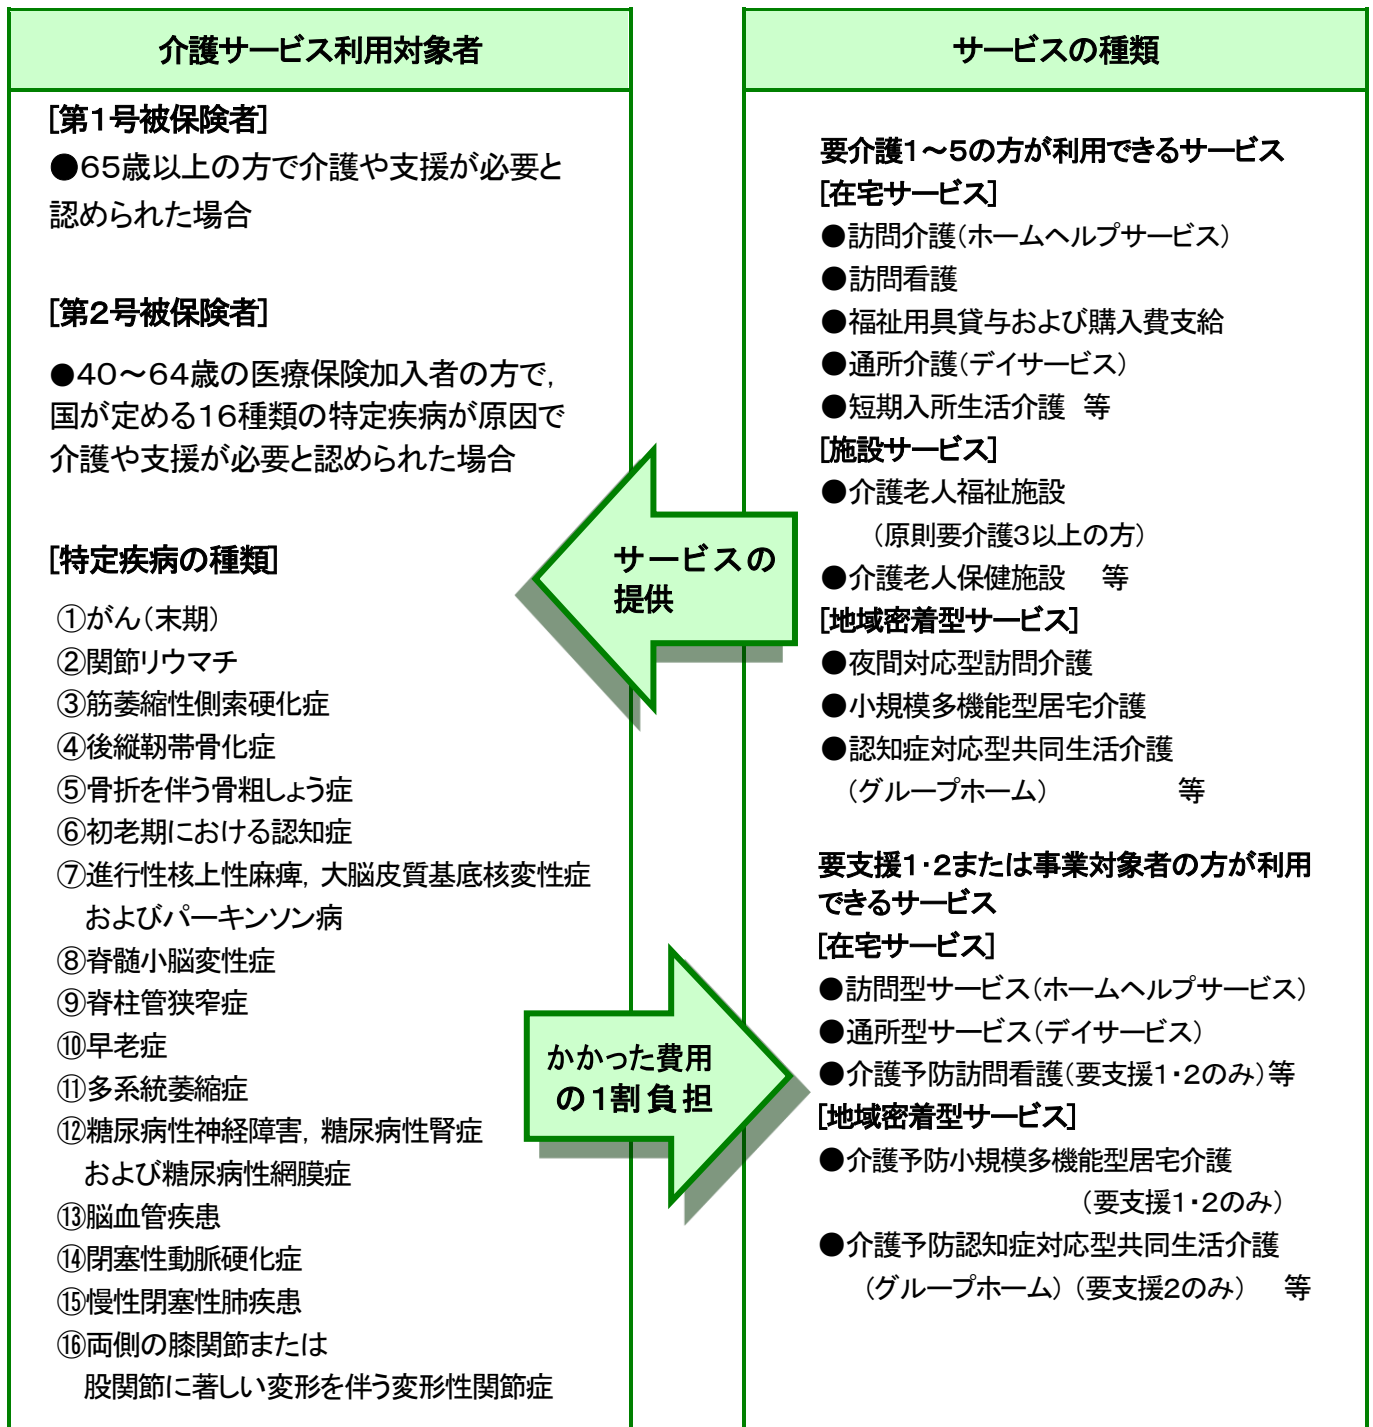 介護サービス利用対象者
[第1号被保険者]
●65歳以上の方で介護や支援が必要と
認められた場合
[第2号被保険者]
●40～64歳の医療保険加入者の方で,
国が定める16種類の特定疾病が原因で
介護や支援が必要と認められた場合
[特定疾病の種類]
①がん(末期)
②関節リウマチ
③筋萎縮性側索硬化症
④後縦靭帯骨化症
⑤骨折を伴う骨粗しょう症
⑥初老期における認知症
⑦進行性核上性麻痺, 大脳皮質基底核変性症
およびパーキンソン病
⑧脊髄小脳変性症
⑨脊柱管狭窄症
⑩早老症
⑪多系統萎縮症
⑫糖尿病性神経障害, 糖尿病性腎症
および糖尿病性網膜症
⑬脳血管疾患
⑭閉塞性動脈硬化症
⑮慢性閉塞性肺疾患
⑯両側の膝関節または
股関節に著しい変形を伴う変形性関節症
サービスの
提供
かかった費用
の1割負担
サービスの種類
要介護1～5の方が利用できるサービス
[在宅サービス]
●訪問介護(ホームヘルプサービス)
●訪問看護
●福祉用具貸与および購入費支給
●通所介護(デイサービス)
●短期入所生活介護 等
[施設サービス]
●介護老人福祉施設
(原則要介護3以上の方)
●介護老人保健施設 等
[地域密着型サービス]
●夜間対応型訪問介護
●小規模多機能型居宅介護
●認知症対応型共同生活介護
(グループホーム) 等
要支援1・2または事業対象者の方が利用
できるサービス
[在宅サービス]
●訪問型サービス(ホームヘルプサービス)
●通所型サービス(デイサービス)
●介護予防訪問看護(要支援1・2のみ)等
[地域密着型サービス]
●介護予防小規模多機能型居宅介護
(要支援1・2のみ)
●介護予防認知症対応型共同生活介護
(グループホーム)(要支援2のみ) 等